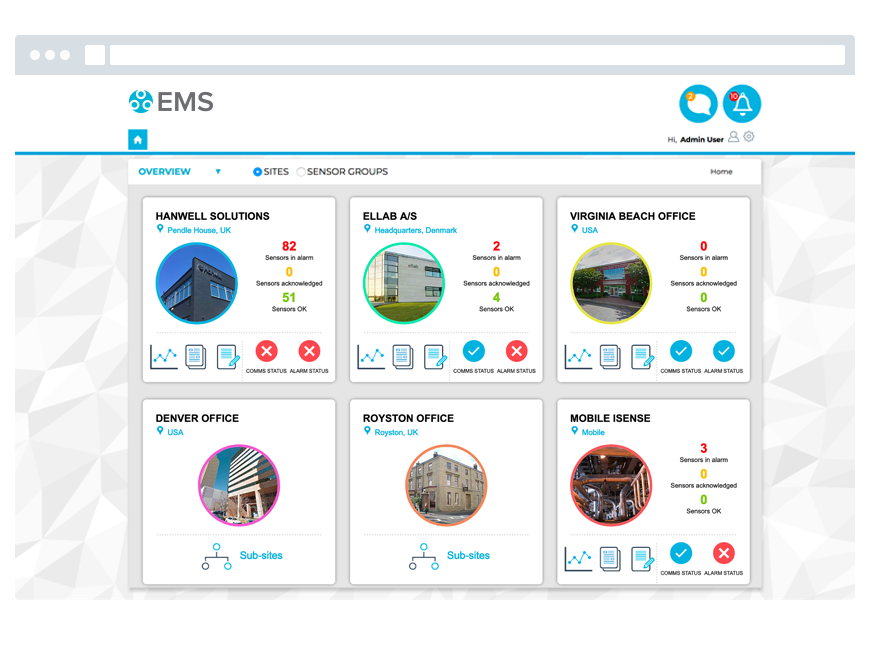 EMS
2
10
Hi, Admin User
OVERVIEW ▼ SITES SENSOR GROUPS Home
HANWELL SOLUTIONS
Pendle House, UK
82
Sensors in alarm
0
Sensors acknowledged
51
Sensors OK
COMMS STATUS ALARM STATUS
ELLAB A/S
Headquarters, Denmark
2
Sensors in alarm
0
Sensors acknowledged
4
Sensors OK
COMMS STATUS ALARM STATUS
VIRGINIA BEACH OFFICE
USA
0
Sensors in alarm
0
Sensors acknowledged
0
Sensors OK
COMMS STATUS ALARM STATUS
DENVER OFFICE
USA
Sub-sites
ROYSTON OFFICE
Royston, UK
Sub-sites
MOBILE ISENSE
Mobile
3
Sensors in alarm
0
Sensors acknowledged
0
Sensors OK
COMMS STATUS ALARM STATUS